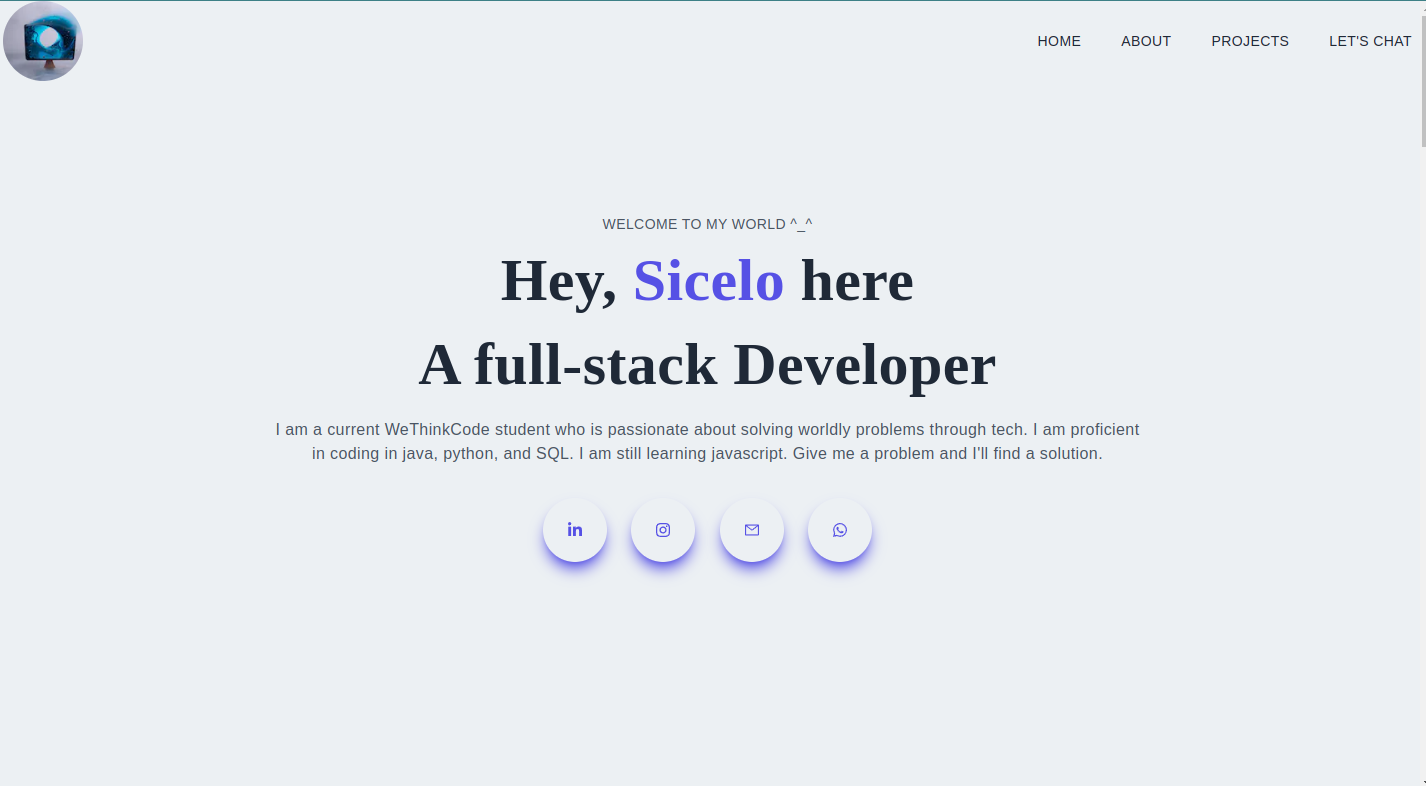 HOME ABOUT PROJECTS LET'S CHAT
WELCOME TO MY WORLD ^_^
Hey, Sicelo here
A full-stack Developer
I am a current WeThinkCode student who is passionate about solving worldly problems through tech. I am proficient
in coding in java, python, and SQL. I am still learning javascript. Give me a problem and I'll find a solution.
in